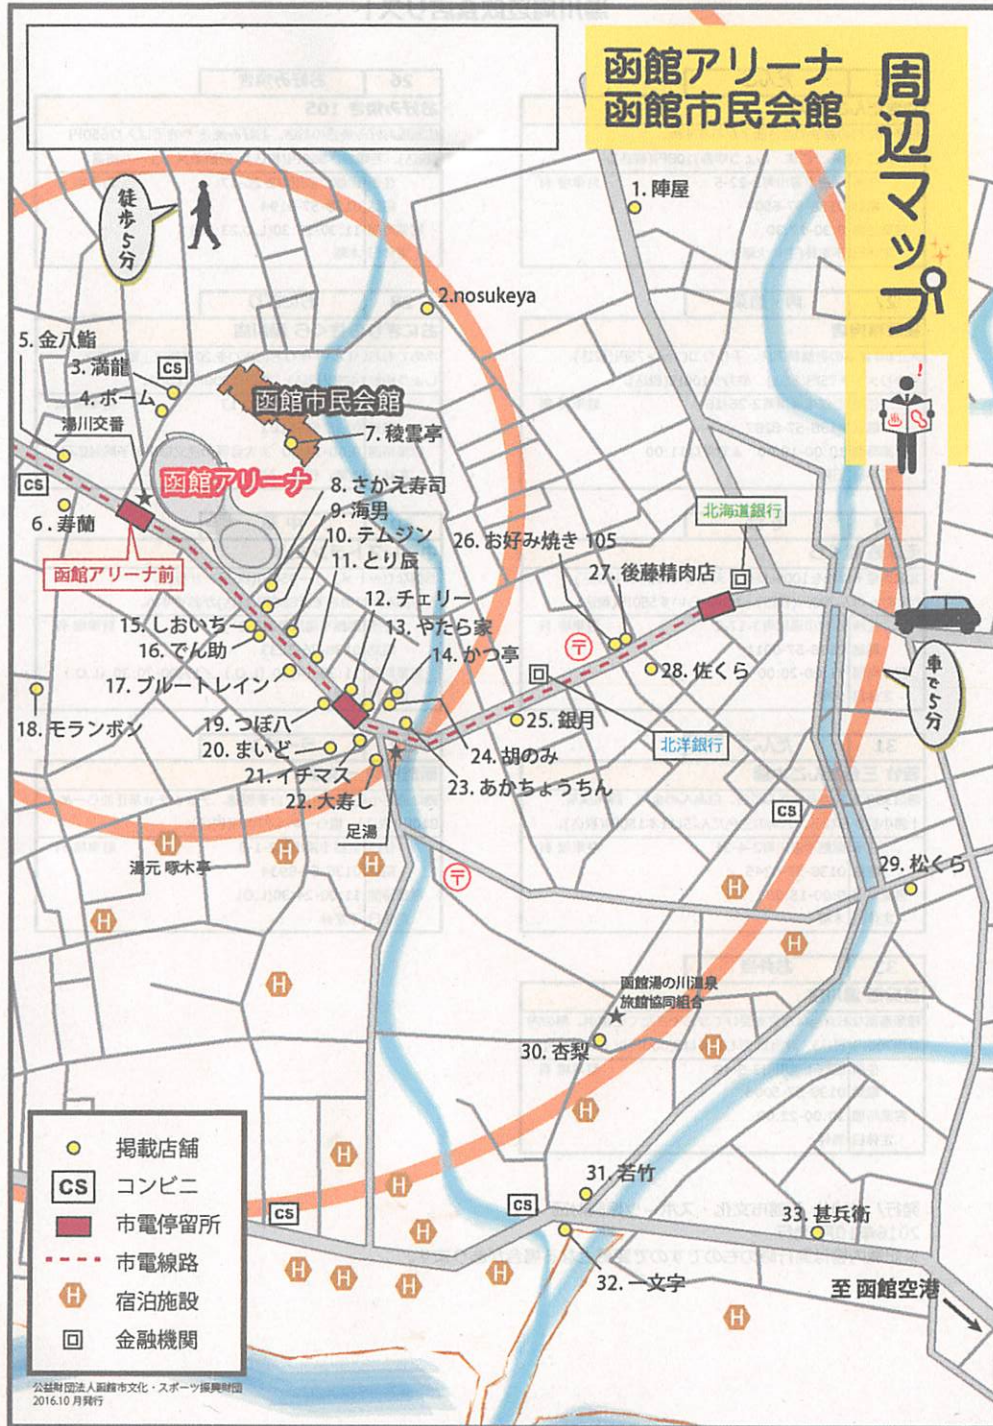 函館アリーナ
函館市民会館
周辺マップ
徒歩5分
1. 陣屋
2.nosukeya
5. 金八鮨
3. 満龍
CS
4. ボーム
湯川交番
函館市民会館
7. 稜雲亭
函館アリーナ
CS
6. 寿蘭
函館アリーナ前
8. さかえ寿司
9. 海男
10. テムジン
11. とり辰
12. チェリー
13. やたら家
14. かつ亭
15. しおいち
16. でん助
17. ブルートレイン
18. モランボン
19. つぼ八
20. まいど
21. イチマス
22. 大寿し
23. あかちょうちん
24. 胡のみ
25. 銀月
26. お好み焼き 105
北海道銀行
27. 後藤精肉店
〒
28. 佐くら
北洋銀行
車で5分
足湯
湯元 啄木亭
H
H
H
〒
CS
29. 松くら
H
H
H
H
函館湯の川温泉
旅館協同組合
30. 杏梨
H
H
H
H
31. 若竹
CS
CS
33. 甚兵衛
32. 一文字
H
H
H
H
H
至 函館空港
掲載店舗
CS コンビニ
市電停留所
市電線路
H 宿泊施設
金融機関
公益財団法人函館市文化・スポーツ振興財団
2016.10 月発行